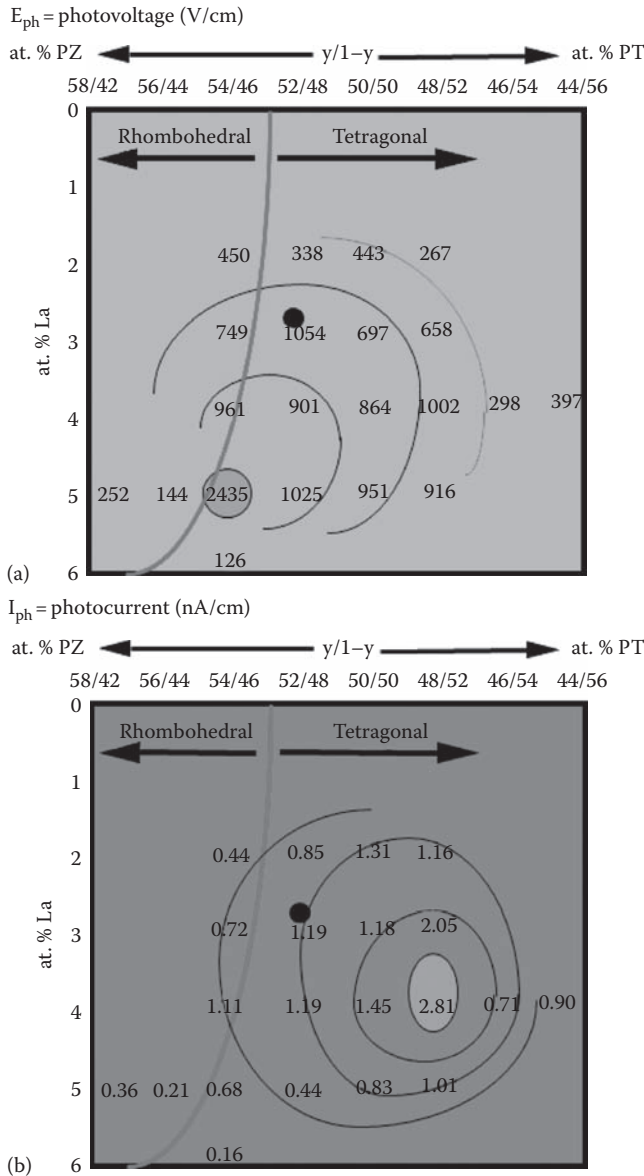 E_ph = photovoltage (V/cm)
at. % PZ y/1–y at. % PT
58/42 56/44 54/46 52/48 50/50 48/52 46/54 44/56
0
Rhombohedral Tetragonal
1
2
450 338 443 267
3
749 1054 697 658
at. % La
4
961 901 864 1002 298 397
5
252 144 2435 1025 951 916
126
(a) 6
I_ph = photocurrent (nA/cm)
at. % PZ y/1–y at. % PT
58/42 56/44 54/46 52/48 50/50 48/52 46/54 44/56
0
Rhombohedral Tetragonal
1
2
0.44 0.85 1.31 1.16
3
0.72 1.19 1.18 2.05
at. % La
4
1.11 1.19 1.45 2.81 0.71 0.90
5
0.36 0.21 0.68 0.44 0.83 1.01
0.16
(b) 6